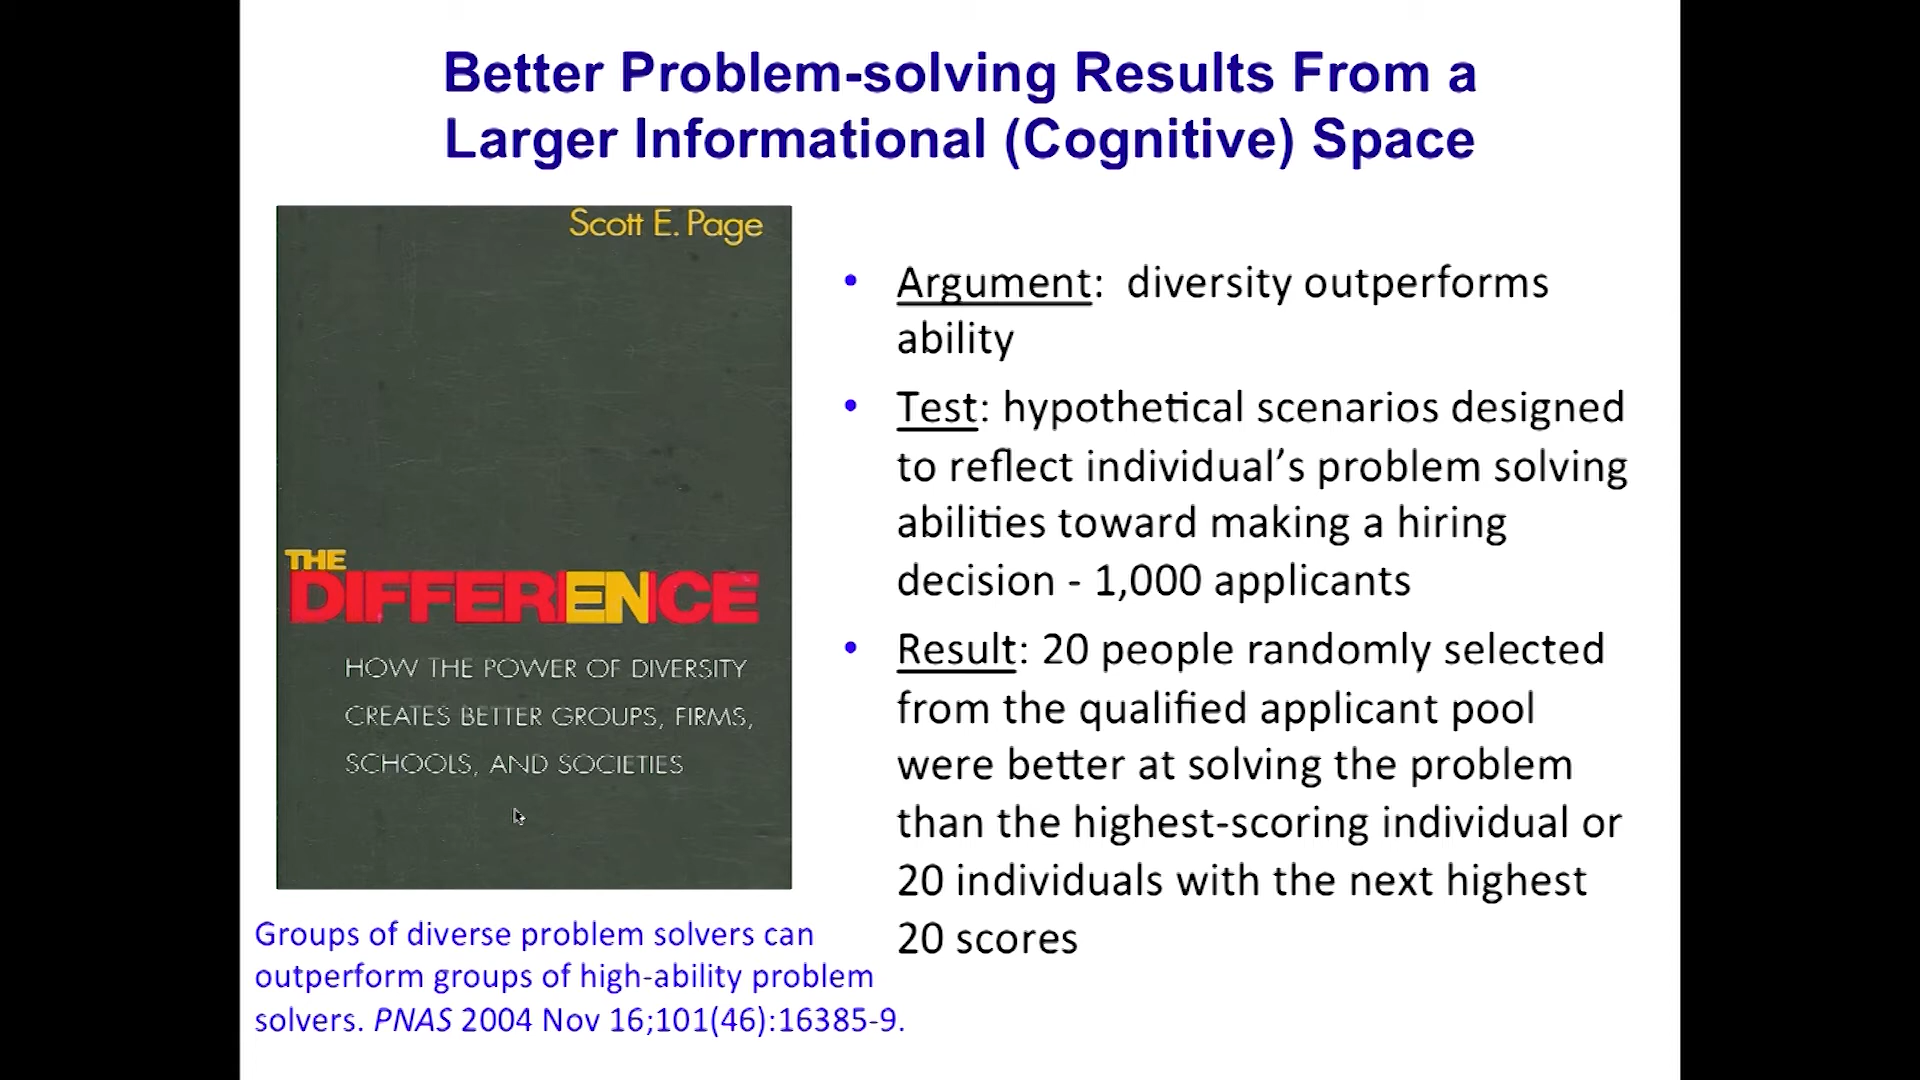 Better Problem-solving Results From a
Larger Informational (Cognitive) Space
Scott E. Page
THE
DIFFERENCE
HOW THE POWER OF DIVERSITY
CREATES BETTER GROUPS, FIRMS,
SCHOOLS, AND SOCIETIES
Groups of diverse problem solvers can
outperform groups of high-ability problem
solvers. PNAS 2004 Nov 16;101(46):16385-9.
• Argument: diversity outperforms
ability
• Test: hypothetical scenarios designed
to reflect individual’s problem solving
abilities toward making a hiring
decision - 1,000 applicants
• Result: 20 people randomly selected
from the qualified applicant pool
were better at solving the problem
than the highest-scoring individual or
20 individuals with the next highest
20 scores